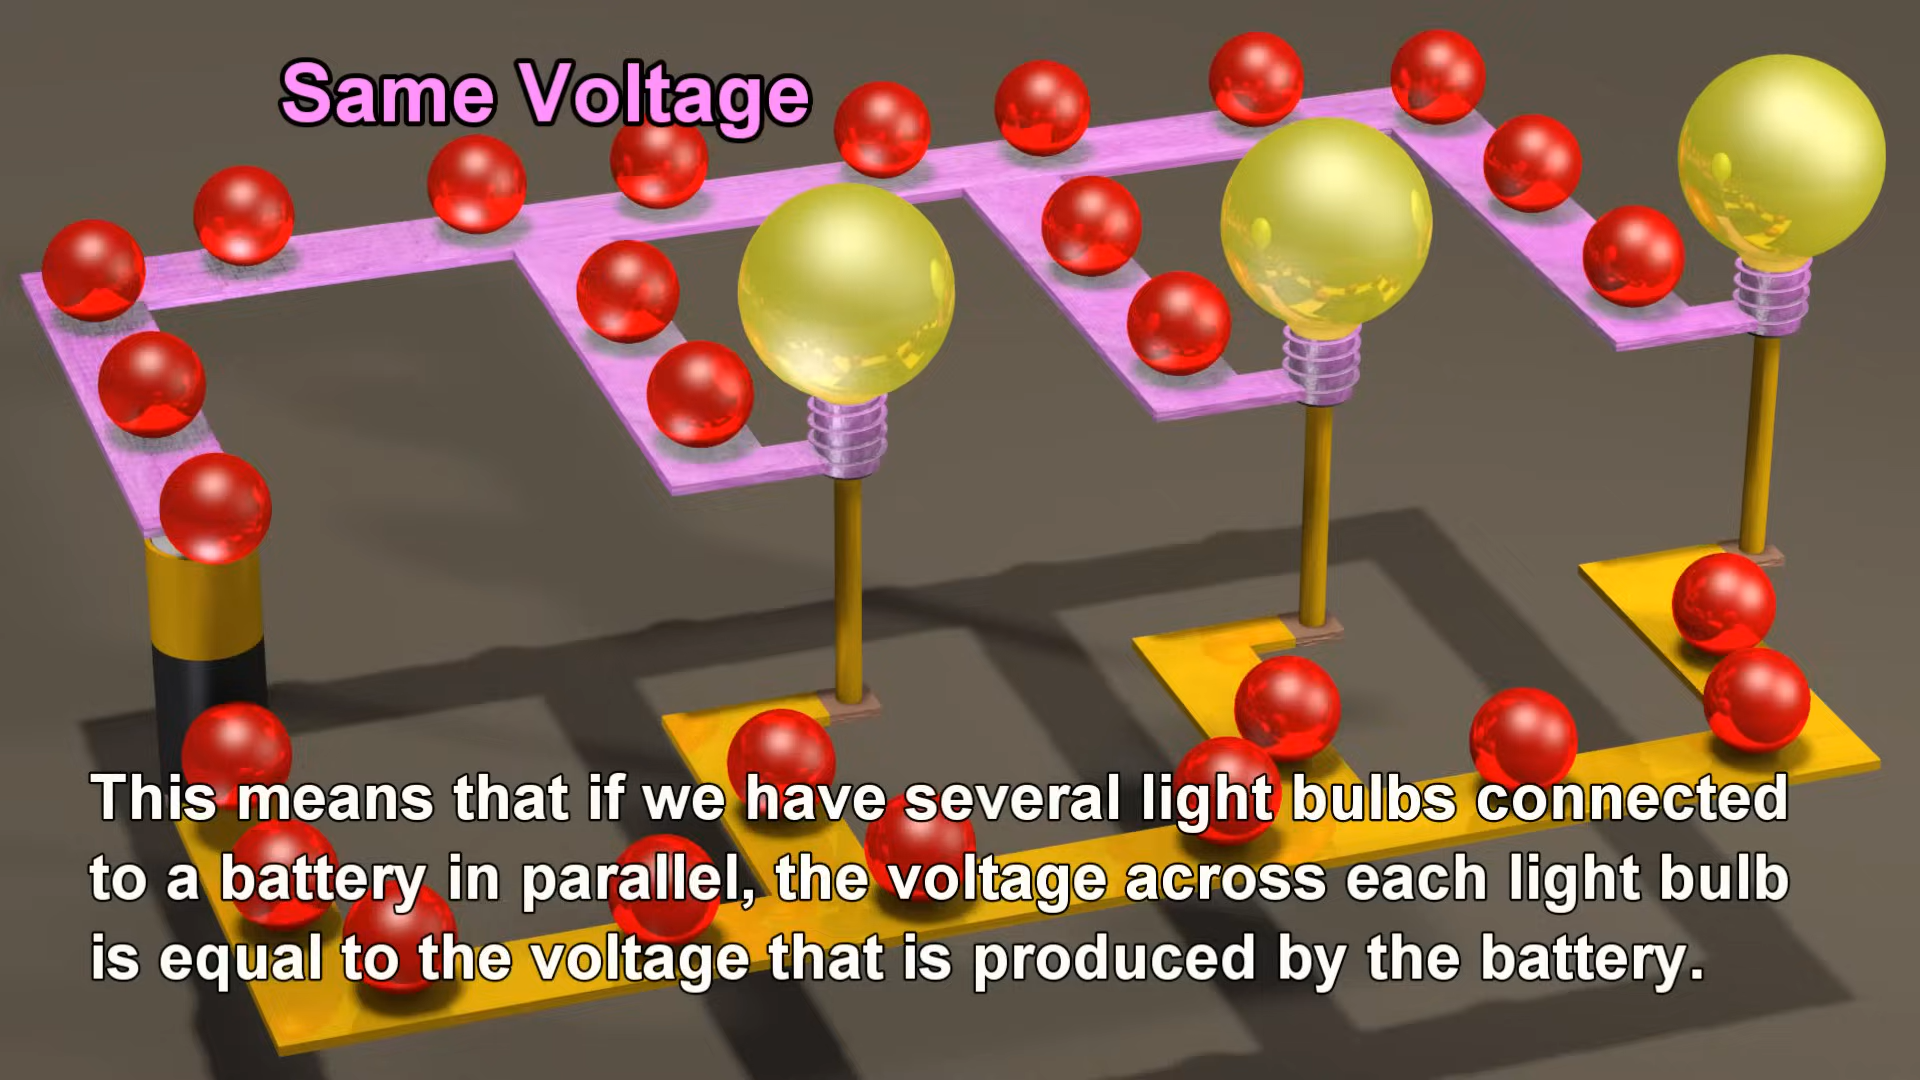 Same Voltage
This means that if we have several light bulbs connected
to a battery in parallel, the voltage across each light bulb
is equal to the voltage that is produced by the battery.